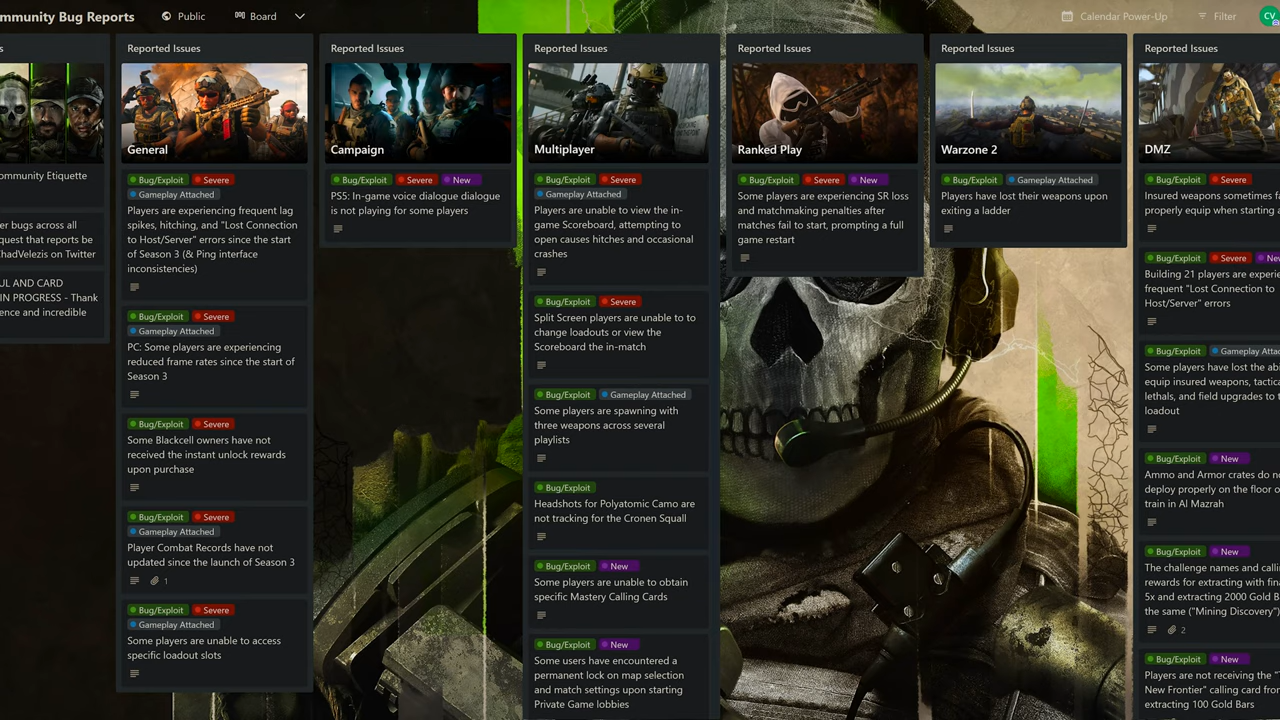 mmunity Bug Reports
Public
Board
Calendar Power-Up
Filter
CV
s
ommunity Etiquette
er bugs across all
quest that reports be
ChadVelezis on Twitter
UL AND CARD
IN PROGRESS - Thank
ence and incredible
Reported Issues
General
Bug/Exploit Severe
Gameplay Attached
Players are experiencing frequent lag
spikes, hitching, and "Lost Connection
to Host/Server" errors since the start
of Season 3 (& Ping interface
inconsistencies)
Bug/Exploit Severe
Gameplay Attached
PC: Some players are experiencing
reduced frame rates since the start of
Season 3
Bug/Exploit Severe
Some Blackcell owners have not
received the instant unlock rewards
upon purchase
Bug/Exploit Severe
Gameplay Attached
Player Combat Records have not
updated since the launch of Season 3
1
Bug/Exploit Severe
Gameplay Attached
Some players are unable to access
specific loadout slots
Reported Issues
Campaign
Bug/Exploit Severe New
PS5: In-game voice dialogue dialogue
is not playing for some players
Reported Issues
Multiplayer
Bug/Exploit Severe
Gameplay Attached
Players are unable to view the in-
game Scoreboard, attempting to
open causes hitches and occasional
crashes
Bug/Exploit Severe
Split Screen players are unable to to
change loadouts or view the
Scoreboard the in-match
Bug/Exploit Gameplay Attached
Some players are spawning with
three weapons across several
playlists
Bug/Exploit
Headshots for Polyatomic Camo are
not tracking for the Cronen Squall
Bug/Exploit New
Some players are unable to obtain
specific Mastery Calling Cards
Bug/Exploit New
Some users have encountered a
permanent lock on map selection
and match settings upon starting
Private Game lobbies
Reported Issues
Ranked Play
Bug/Exploit Severe New
Some players are experiencing SR loss
and matchmaking penalties after
matches fail to start, prompting a full
game restart
Reported Issues
Warzone 2
Bug/Exploit Gameplay Attached
Players have lost their weapons upon
exiting a ladder
Reported Issues
DMZ
Bug/Exploit Severe
Insured weapons sometimes fa
properly equip when starting a
Bug/Exploit Severe New
Building 21 players are experie
frequent "Lost Connection to
Host/Server" errors
Bug/Exploit Gameplay Attac
Some players have lost the abi
equip insured weapons, tactica
lethals, and field upgrades to t
loadout
Bug/Exploit New
Ammo and Armor crates do no
deploy properly on the floor o
train in Al Mazrah
Bug/Exploit New
The challenge names and callin
rewards for extracting with fin
5x and extracting 2000 Gold Ba
the same ("Mining Discovery")
2
Bug/Exploit New
Players are not receiving the "
New Frontier" calling card from
extracting 100 Gold Bars